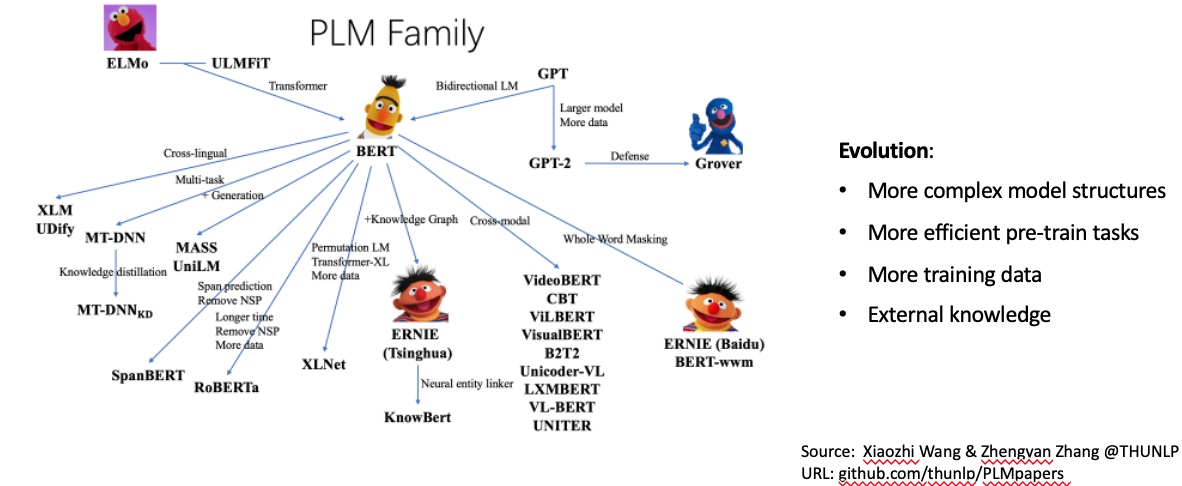 PLM Family
ELMo
ULMFiT
GPT
Transformer
Bidirectional LM
Larger model
More data
BERT
GPT-2
Defense
Grover
Cross-lingual
Multi-task
+ Generation
XLM
UDify
MT-DNN
MASS
UniLM
+Knowledge Graph
Cross-modal
Whole Word Masking
Knowledge distillation
MT-DNNKD
Permutation LM
Transformer-XL
More data
Span prediction
Remove NSP
Longer time
Remove NSP
More data
SpanBERT
RoBERTa
XLNet
ERNIE
(Tsinghua)
Neural entity linker
KnowBert
VideoBERT
CBT
ViLBERT
VisualBERT
B2T2
Unicoder-VL
LXMBERT
VL-BERT
UNITER
ERNIE (Baidu)
BERT-wwm
Evolution:
• More complex model structures
• More efficient pre-train tasks
• More training data
• External knowledge
Source: Xiaozhi Wang & Zhengyan Zhang @THUNLP
URL: github.com/thunlp/PLMpapers